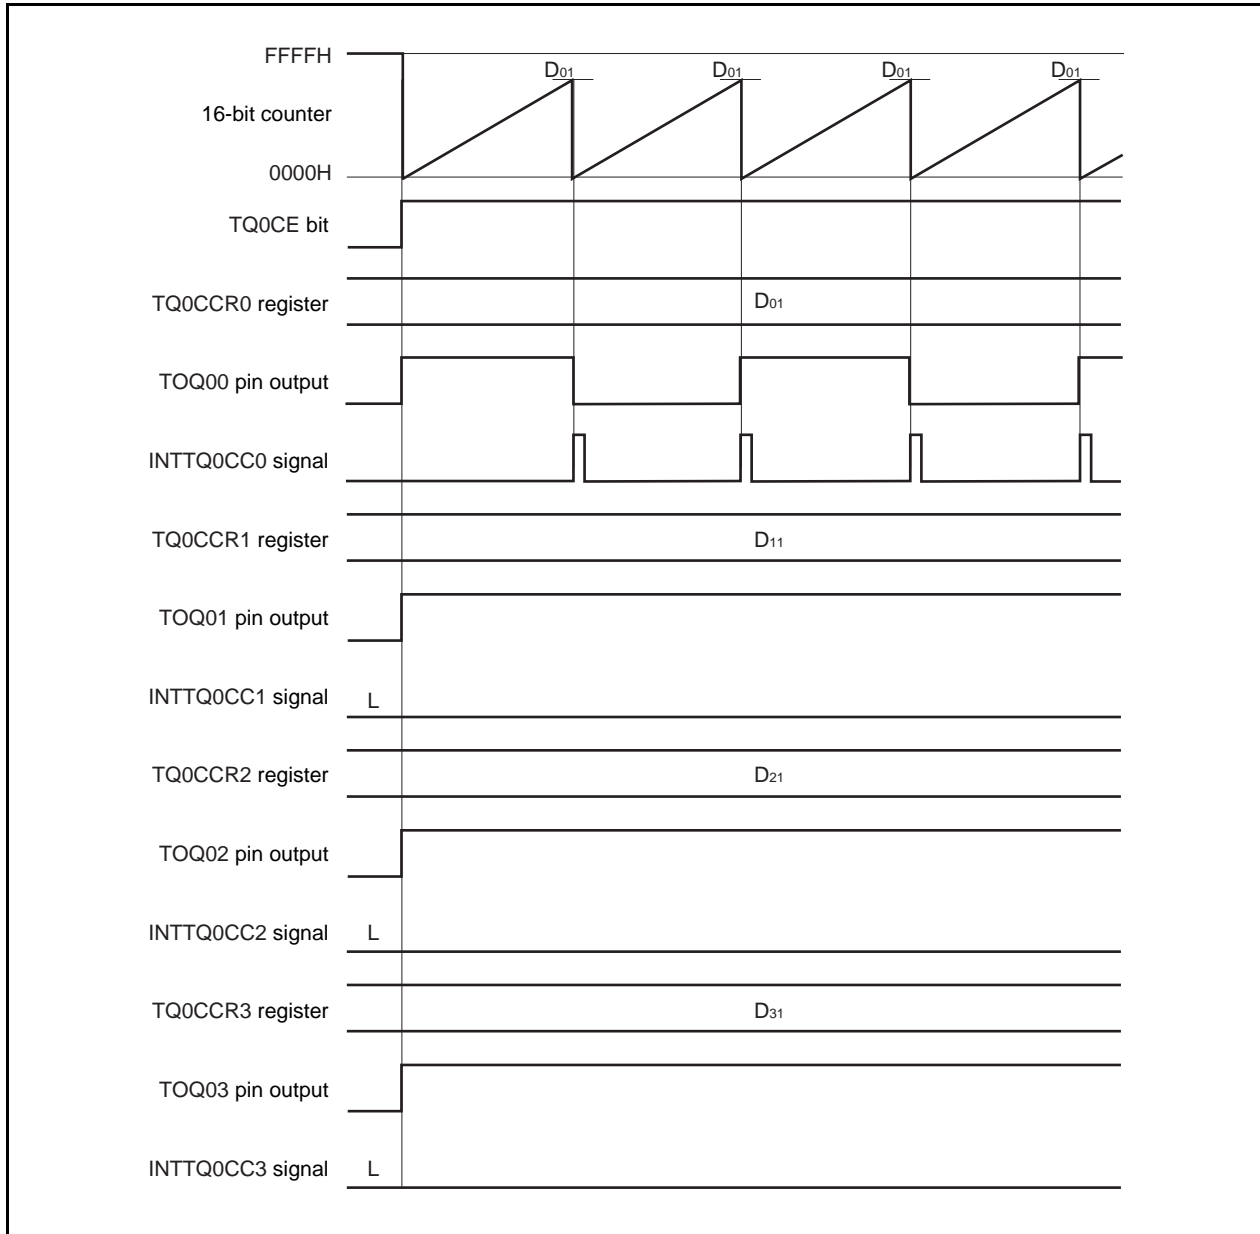 FFFFH
D01 D01 D01 D01
16-bit counter
0000H
TQ0CE bit
TQ0CCR0 register D01
TOQ00 pin output
INTTQ0CC0 signal
TQ0CCR1 register D11
TOQ01 pin output
INTTQ0CC1 signal L
TQ0CCR2 register D21
TOQ02 pin output
INTTQ0CC2 signal L
TQ0CCR3 register D31
TOQ03 pin output
INTTQ0CC3 signal L